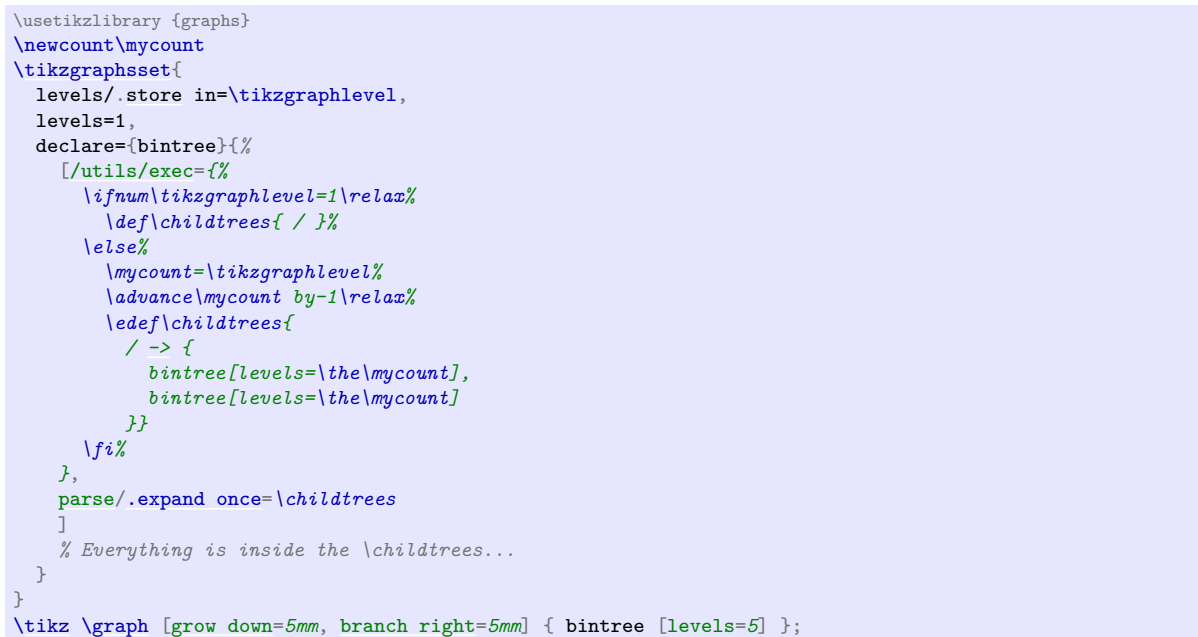 \usetikzlibrary {graphs}
\newcount\mycount
\tikzgraphsset{
  levels/.store in=\tikzgraphlevel,
  levels=1,
  declare={bintree}{%
    [/utils/exec={%
      \ifnum\tikzgraphlevel=1\relax%
        \def\childtrees{ / }%
      \else%
        \mycount=\tikzgraphlevel%
        \advance\mycount by-1\relax%
        \edef\childtrees{
          / -> {
            bintree[levels=\the\mycount],
            bintree[levels=\the\mycount]
          }}
      \fi%
    },
    parse/.expand once=\childtrees
    ]
    % Everything is inside the \childtrees...
  }
}
\tikz \graph [grow down=5mm, branch right=5mm] { bintree [levels=5] };